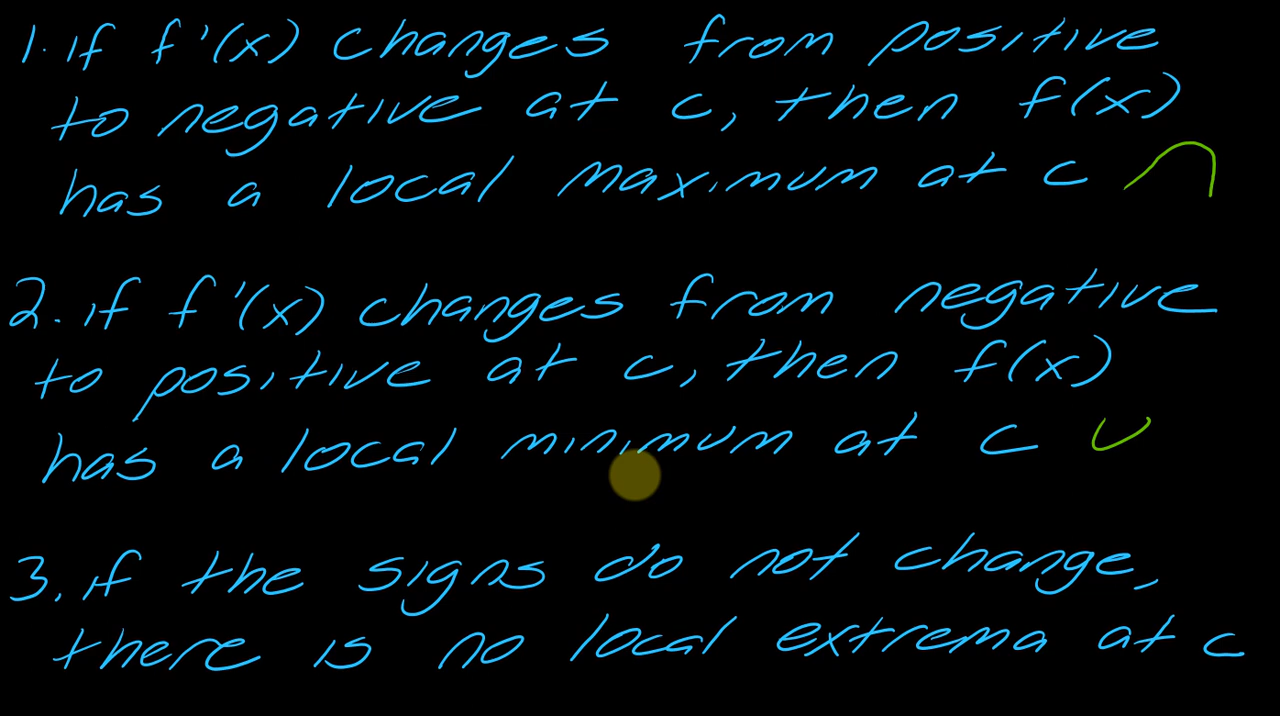 1. if f'(x) changes from positive
to negative at c, then f(x)
has a local maximum at c
2. if f'(x) changes from negative
to positive at c, then f(x)
has a local minimum at c
3. if the signs do not change,
there is no local extrema at c